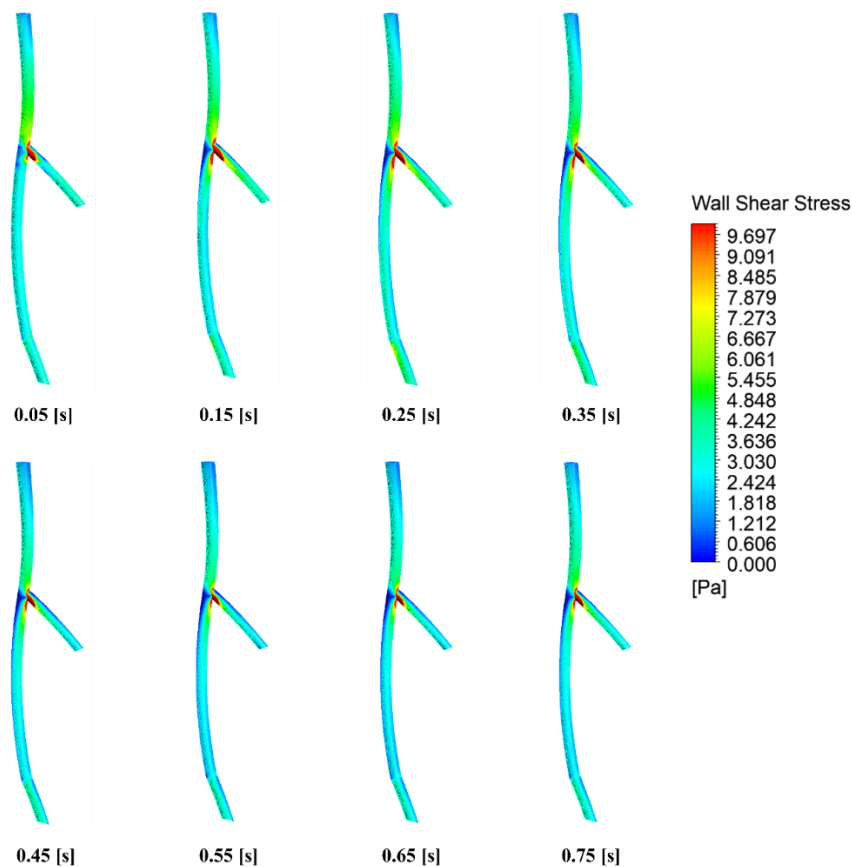 Wall Shear Stress
9.697
9.091
8.485
7.879
7.273
6.667
6.061
5.455
4.848
4.242
3.636
3.030
2.424
1.818
1.212
0.606
0.000
[Pa]
0.05 [s]
0.15 [s]
0.25 [s]
0.35 [s]
0.45 [s]
0.55 [s]
0.65 [s]
0.75 [s]